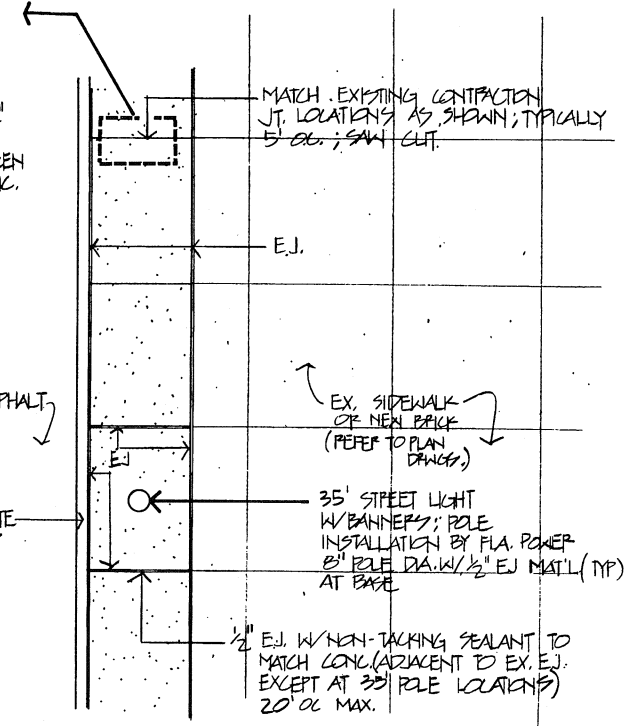 MATCH EXISTING CONTRACTION
JT. LOCATIONS AS SHOWN; TYPICALLY
5' O.C.; SAW CUT.
E.J.
PHALT
EX. SIDEWALK
OR NEW BRICK
(REFER TO PLAN
DRWGS.)
E.J.
35' STREET LIGHT
W/BANNERS; POLE
INSTALLATION BY FLA. POWER
8" POLE DIA. W/ 1/2" EJ MAT'L (TYP)
AT BASE
TE
1/2" E.J. W/NON-TACKING SEALANT TO
MATCH CONC. (ADJACENT TO EX. E.J.
EXCEPT AT 35' POLE LOCATIONS)
20' OC MAX.